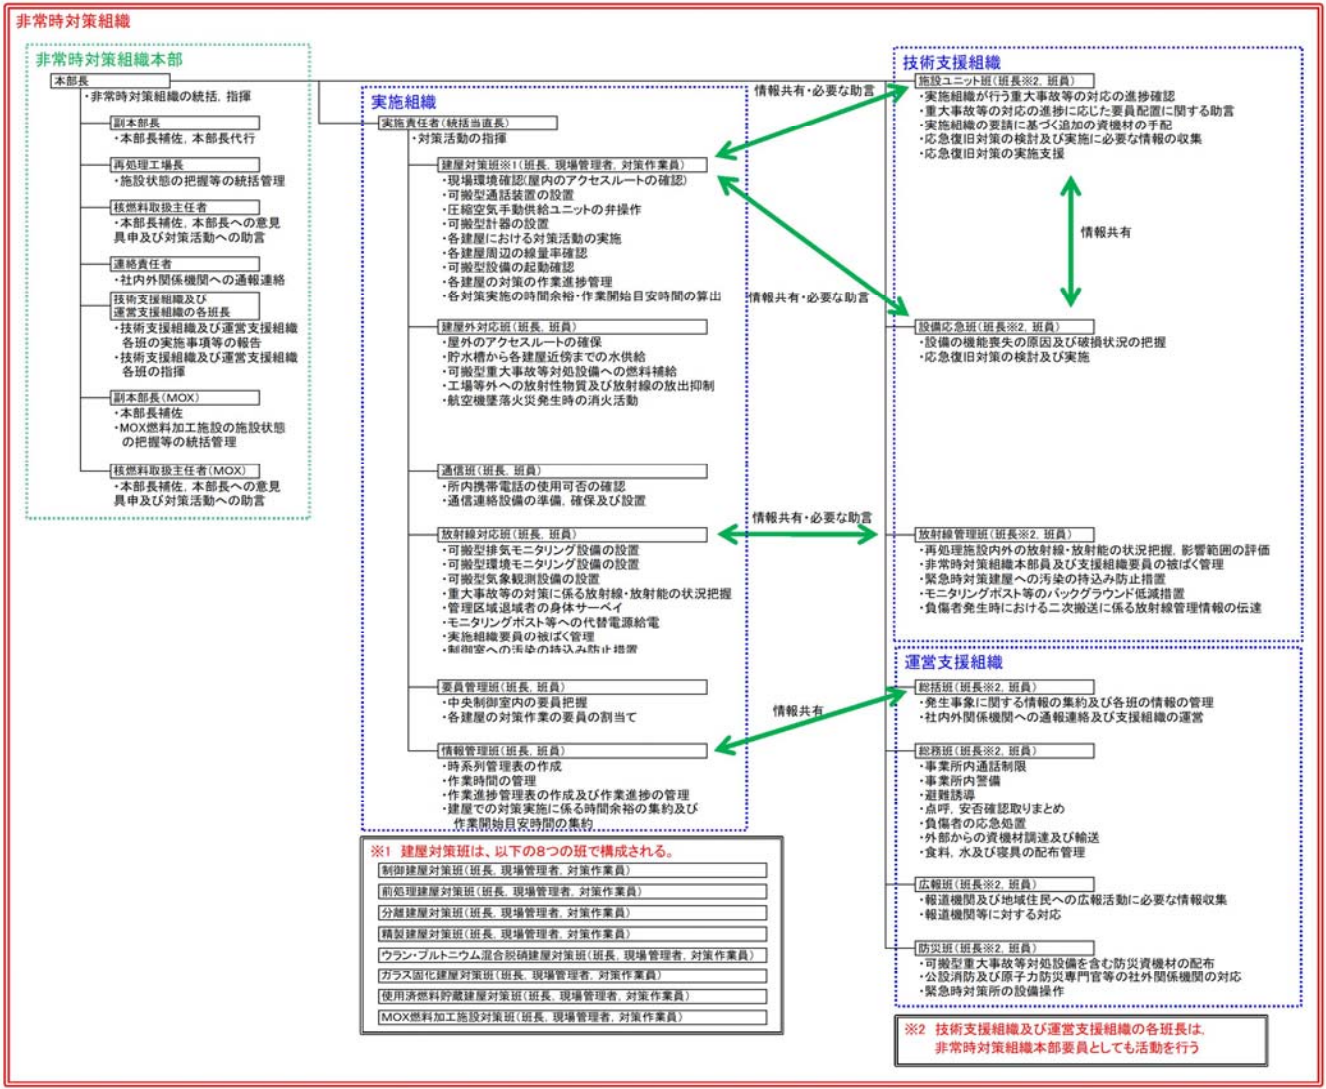 非常時対策組織
非常時対策組織本部
本部長
・非常時対策組織の統括，指揮
副本部長
・本部長補佐，本部長代行
再処理工場長
・施設状態の把握等の統括管理
核燃料取扱主任者
・本部長補佐，本部長への意見
具申及び対策活動への助言
連絡責任者
・社内外関係機関への通報連絡
技術支援組織及び
運営支援組織の各班長
・技術支援組織及び運営支援組織
各班の実施事項等の報告
・技術支援組織及び運営支援組織
各班の指揮
副本部長（MOX）
・本部長補佐
・MOX燃料加工施設の施設状態
の把握等の統括管理
核燃料取扱主任者（MOX）
・本部長補佐，本部長への意見
具申及び対策活動への助言
実施組織
実施責任者（統括当直長）
・対策活動の指揮
建屋対策班※1（班長，現場管理者，対策作業員）
・現場環境確認（屋内のアクセスルートの確認）
・可搬型通話装置の設置
・圧縮空気手動供給ユニットの弁操作
・可搬型計器の設置
・各建屋における対策活動の実施
・各建屋周辺の線量率確認
・可搬型設備の起動確認
・各建屋の対策の作業進捗管理
・各対策実施の時間余裕・作業開始目安時間の算出
建屋外対応班（班長，班員）
・屋外のアクセスルートの確保
・貯水槽から各建屋近傍までの水供給
・可搬型重大事故等対処設備への燃料補給
・工場等外への放射性物質及び放射線の放出抑制
・航空機墜落火災発生時の消火活動
通信班（班長，班員）
・所内携帯電話の使用可否の確認
・通信連絡設備の準備，確保及び設置
放射線対応班（班長，班員）
・可搬型排気モニタリング設備の設置
・可搬型環境モニタリング設備の設置
・可搬型気象観測設備の設置
・重大事故等の対策に係る放射線・放射能の状況把握
・管理区域退域者の身体サーベイ
・モニタリングポスト等への代替電源給電
・実施組織要員の被ばく管理
・制御室への汚染の持込み防止措置
要員管理班（班長，班員）
・中央制御室内の要員把握
・各建屋の対策作業の要員の割当て
情報管理班（班長，班員）
・時系列管理表の作成
・作業時間の管理
・作業進捗管理表の作成及び作業進捗の管理
・建屋での対策実施に係る時間余裕の集約及び
作業開始目安時間の集約
※1 建屋対策班は、以下の8つの班で構成される。
制御建屋対策班（班長，現場管理者，対策作業員）
前処理建屋対策班（班長，現場管理者，対策作業員）
分離建屋対策班（班長，現場管理者，対策作業員）
精製建屋対策班（班長，現場管理者，対策作業員）
ウラン・プルトニウム混合脱硝建屋対策班（班長，現場管理者，対策作業員）
ガラス固化建屋対策班（班長，現場管理者，対策作業員）
使用済燃料貯蔵建屋対策班（班長，現場管理者，対策作業員）
MOX燃料加工施設対策班（班長，現場管理者，対策作業員）
情報共有・必要な助言
情報共有・必要な助言
情報共有・必要な助言
情報共有
技術支援組織
施設ユニット班（班長※2，班員）
・実施組織が行う重大事故等の対応の進捗確認
・重大事故等の対応の進捗に応じた要員配置に関する助言
・実施組織の要請に基づく追加の資機材の手配
・応急復旧対策の検討及び実施に必要な情報の収集
・応急復旧対策の実施支援
情報共有
設備応急班（班長※2，班員）
・設備の機能喪失の原因及び破損状況の把握
・応急復旧対策の検討及び実施
放射線管理班（班長※2，班員）
・再処理施設内外の放射線・放射能の状況把握，影響範囲の評価
・非常時対策組織本部員及び支援組織要員の被ばく管理
・緊急時対策建屋への汚染の持込み防止措置
・モニタリングポスト等のバックグラウンド低減措置
・負傷者発生時における二次搬送に係る放射線管理情報の伝達
運営支援組織
総括班（班長※2，班員）
・発生事象に関する情報の集約及び各班の情報の管理
・社内外関係機関への通報連絡及び支援組織の運営
総務班（班長※2，班員）
・事業所内通話制限
・事業所内警備
・避難誘導
・点呼，安否確認取りまとめ
・負傷者の応急処置
・外部からの資機材調達及び輸送
・食料，水及び寝具の配布管理
広報班（班長※2，班員）
・報道機関及び地域住民への広報活動に必要な情報収集
・報道機関等に対する対応
防災班（班長※2，班員）
・可搬型重大事故等対処設備を含む防災資機材の配布
・公設消防及び原子力防災専門官等の社外関係機関の対応
・緊急時対策所の設備操作
※2 技術支援組織及び運営支援組織の各班長は，
非常時対策組織本部要員としても活動を行う